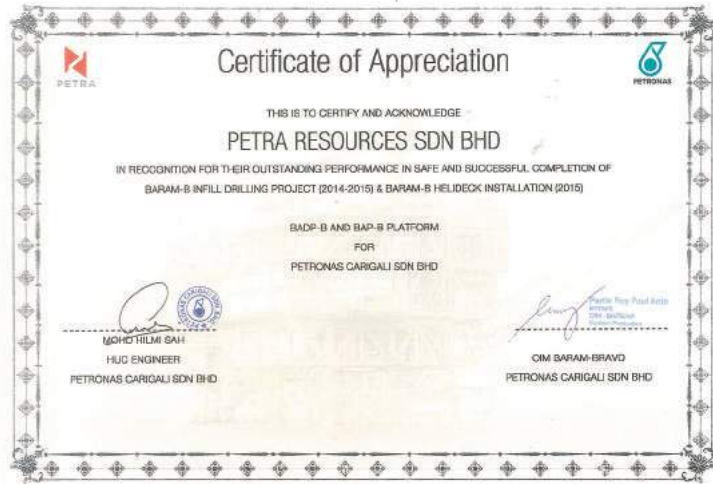 PETRA
Certificate of Appreciation
PETRONAS
THIS IS TO CERTIFY AND ACKNOWLEDGE
PETRA RESOURCES SDN BHD
IN RECOGNITION FOR THEIR OUTSTANDING PERFORMANCE IN SAFE AND SUCCESSFUL COMPLETION OF
BARAM-B INFILL DRILLING PROJECT (2014-2015) & BARAM-B HELIDECK INSTALLATION (2015)
BADP-B AND BAP-B PLATFORM
FOR
PETRONAS CARIGALI SDN BHD
MOHD HILMI SAH
HUC ENGINEER
PETRONAS CARIGALI SDN BHD
OIM BARAM-BRAVO
PETRONAS CARIGALI SDN BHD